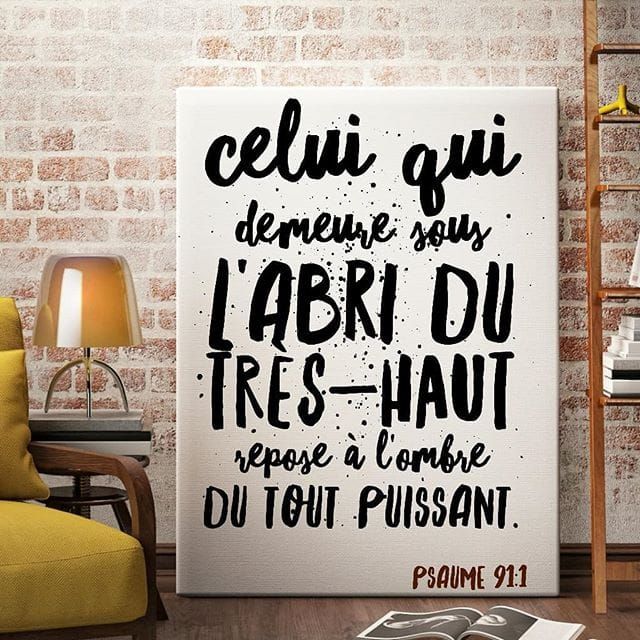 celui qui
demeure sous
L'ABRI DU
TRÈS-HAUT
repose à l'ombre
DU TOUT PUISSANT.
PSAUME 91:1